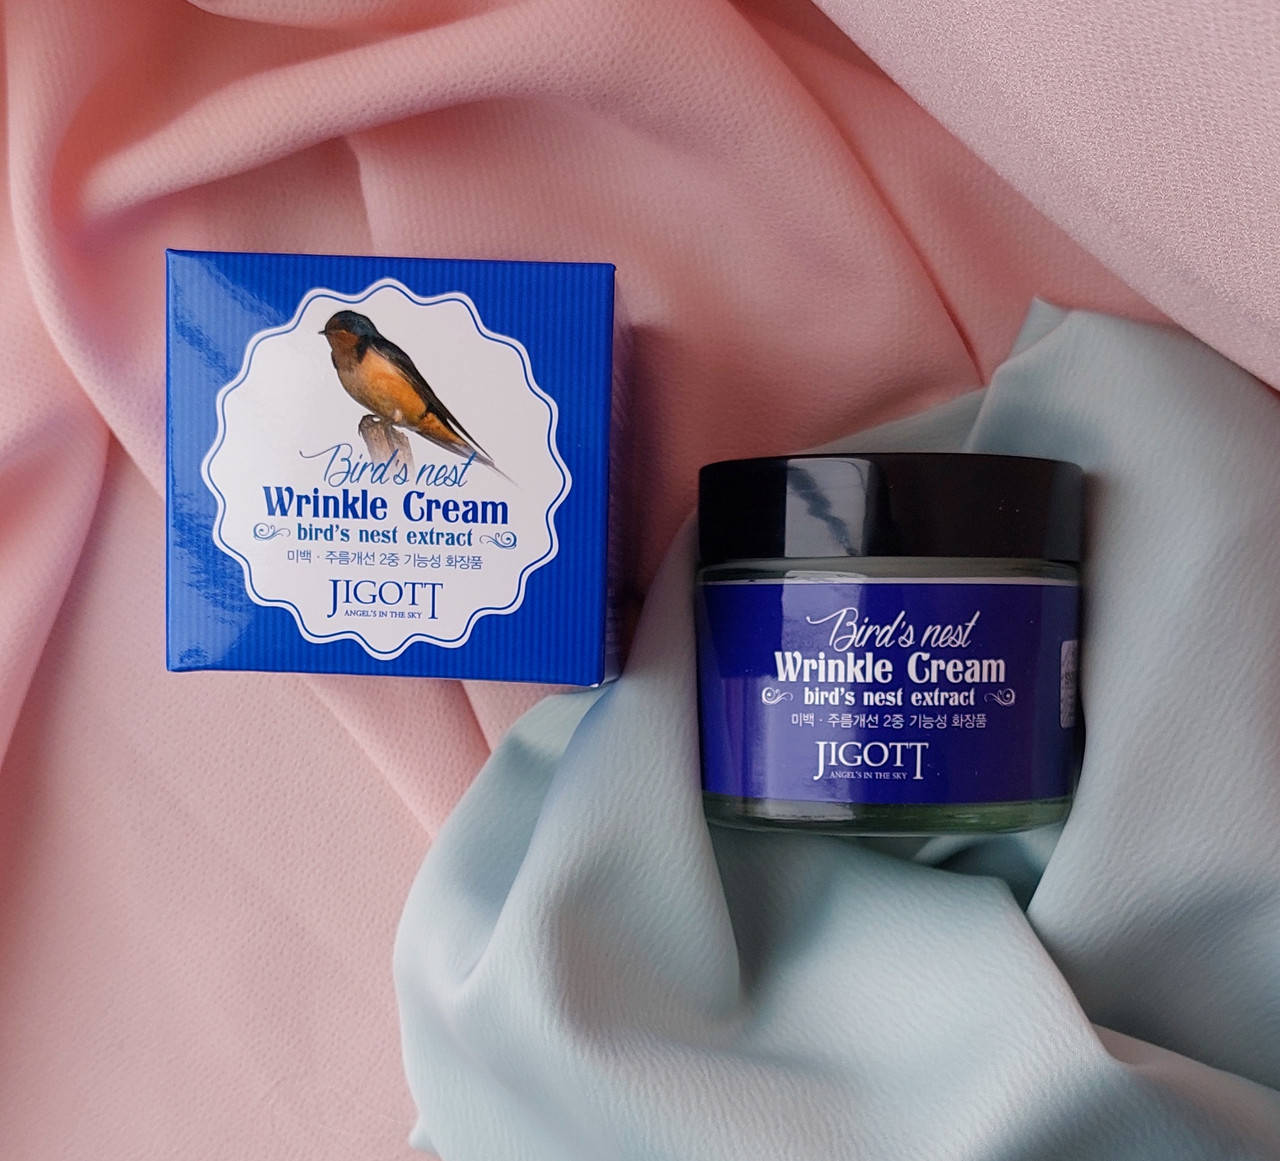 Bird's nest
Wrinkle Cream
bird's nest extract
미백 · 주름개선 2중 기능성 화장품
JIGOTT
ANGEL'S IN THE SKY
Bird's nest
Wrinkle Cream
bird's nest extract
미백 · 주름개선 2중 기능성 화장품
JIGOTT
ANGEL'S IN THE SKY